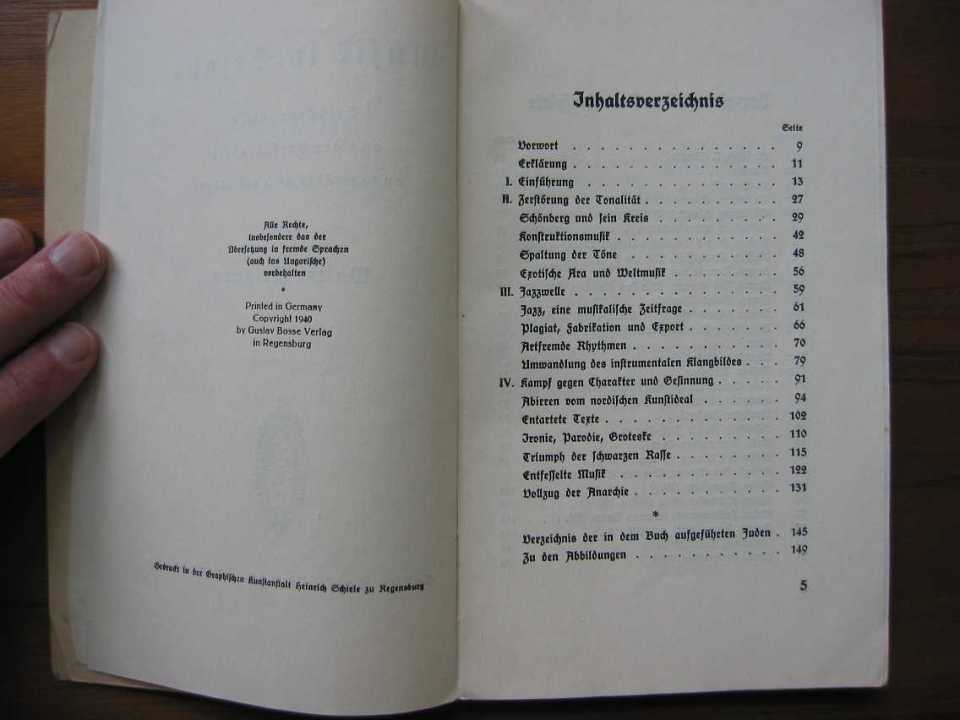 Alle Rechte,
insbesondere das der
Übersetzung in fremde Sprachen
(auch ins Ungarische)
vorbehalten
*
Printed in Germany
Copyright 1940
by Gustav Bosse Verlag
in Regensburg
Gedruckt in der Graphischen Kunstanstalt Heinrich Schiele zu Regensburg
Inhaltsverzeichnis
Seite
Vorwort . . . . . . . . . . . . . . . 9
Erklärung . . . . . . . . . . . . . . 11
I. Einführung . . . . . . . . . . . . . 13
II. Zerstörung der Tonalität . . . . . . . . 27
Schönberg und sein Kreis . . . . . . . . 29
Konstruktionsmusik . . . . . . . . . . . 42
Spaltung der Töne . . . . . . . . . . . 48
Exotische Ära und Weltmusik . . . . . . . 56
III. Jazzwelle . . . . . . . . . . . . . . 59
Jazz, eine musikalische Zeitfrage . . . . . . 61
Plagiat, Fabrikation und Export . . . . . . 66
Artfremde Rhythmen . . . . . . . . . . 70
Umwandlung des instrumentalen Klangbildes . . 79
IV. Kampf gegen Charakter und Gesinnung . . . . 91
Abirren vom nordischen Kunstideal . . . . . 94
Entartete Texte . . . . . . . . . . . . 102
Ironie, Parodie, Groteske . . . . . . . . 110
Triumph der schwarzen Rasse . . . . . . . 115
Entfesselte Musik . . . . . . . . . . . 122
Vollzug der Anarchie . . . . . . . . . . 131
*
Verzeichnis der in dem Buch aufgeführten Juden . 145
Zu den Abbildungen . . . . . . . . . . 149
5